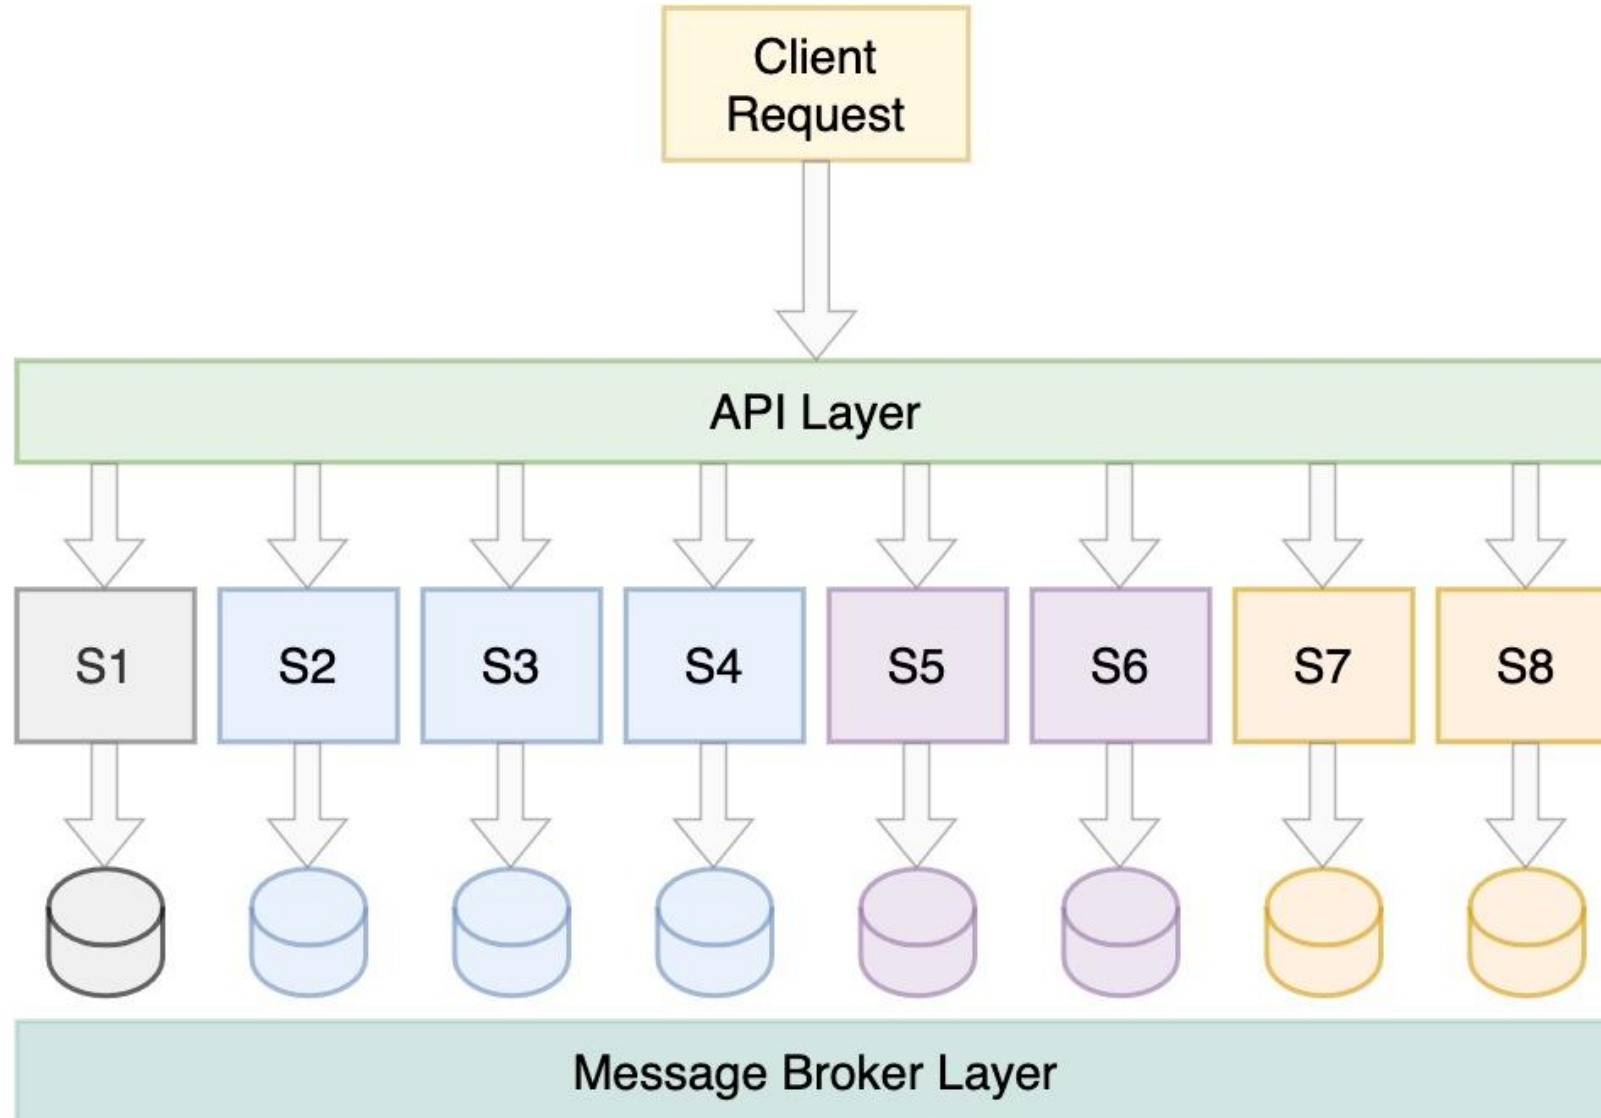 Client
Request
API Layer
S1
S2
S3
S4
S5
S6
S7
S8
Message Broker Layer